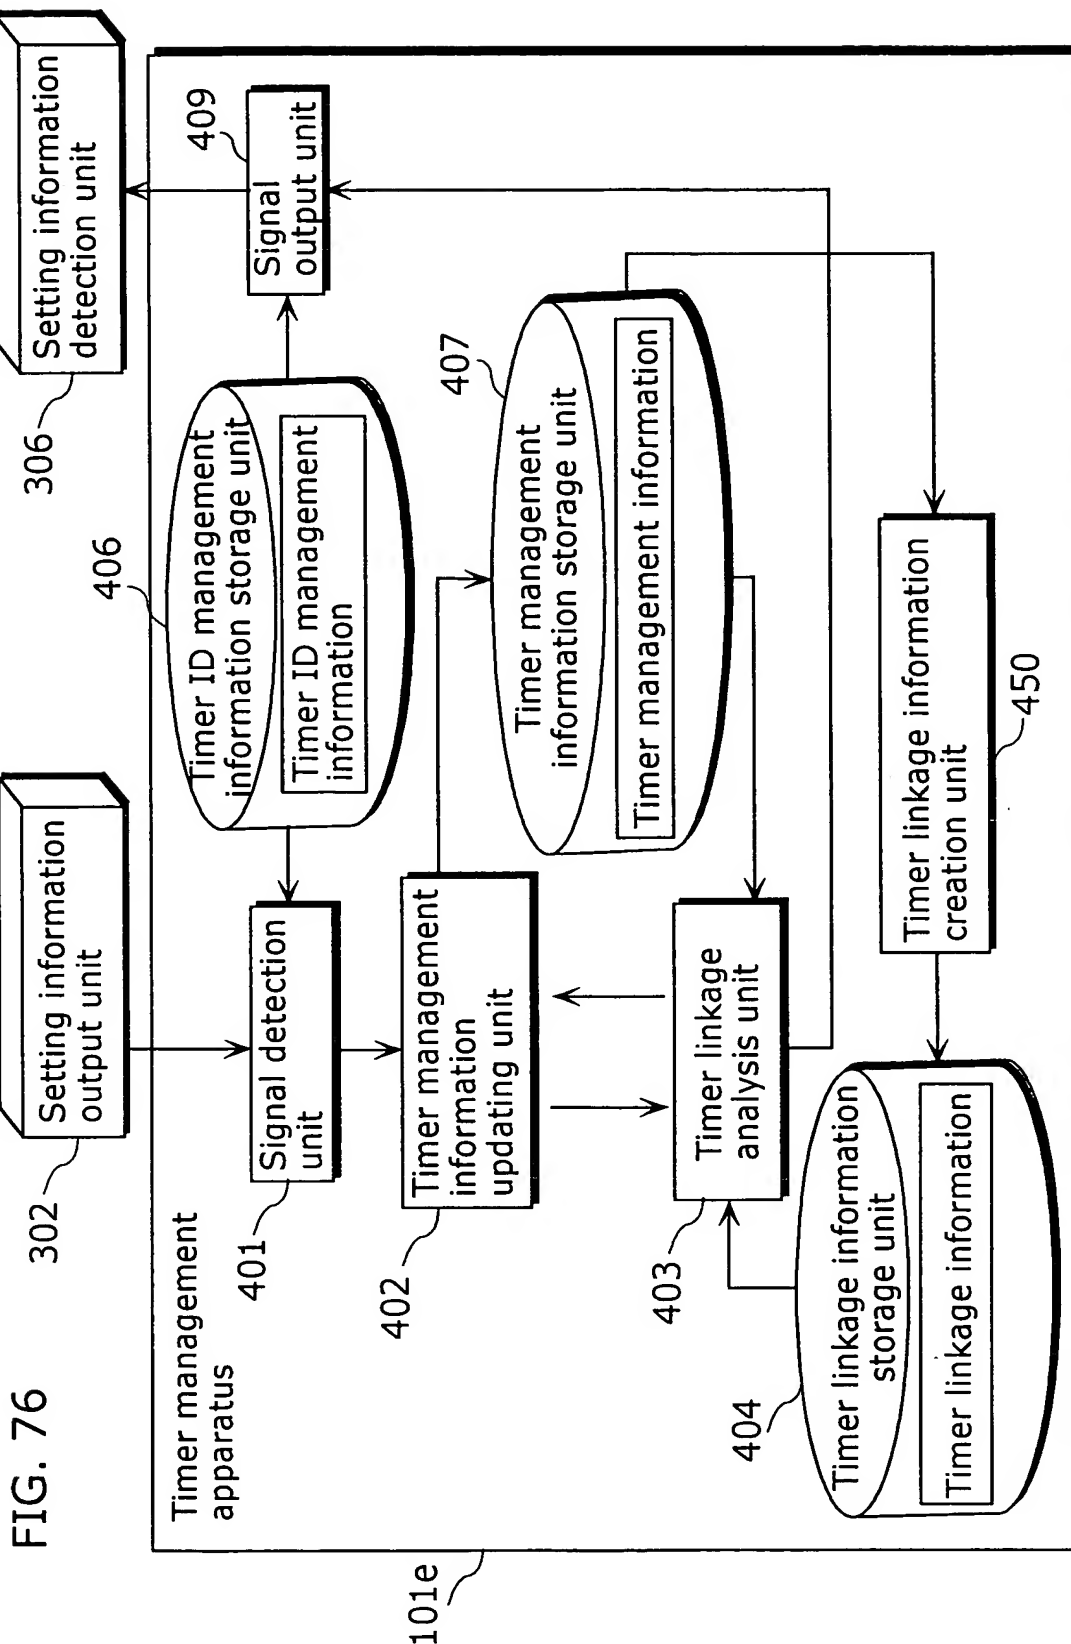 FIG. 76
302
Setting information
output unit
306
Setting information
detection unit
101e
Timer management
apparatus
401
Signal detection
unit
406
Timer ID management
information storage unit
Timer ID management
information
409
Signal
output unit
402
Timer management
information
updating unit
407
Timer management
information storage unit
Timer management information
403
Timer linkage
analysis unit
404
Timer linkage information
storage unit
Timer linkage information
Timer linkage information
creation unit
450